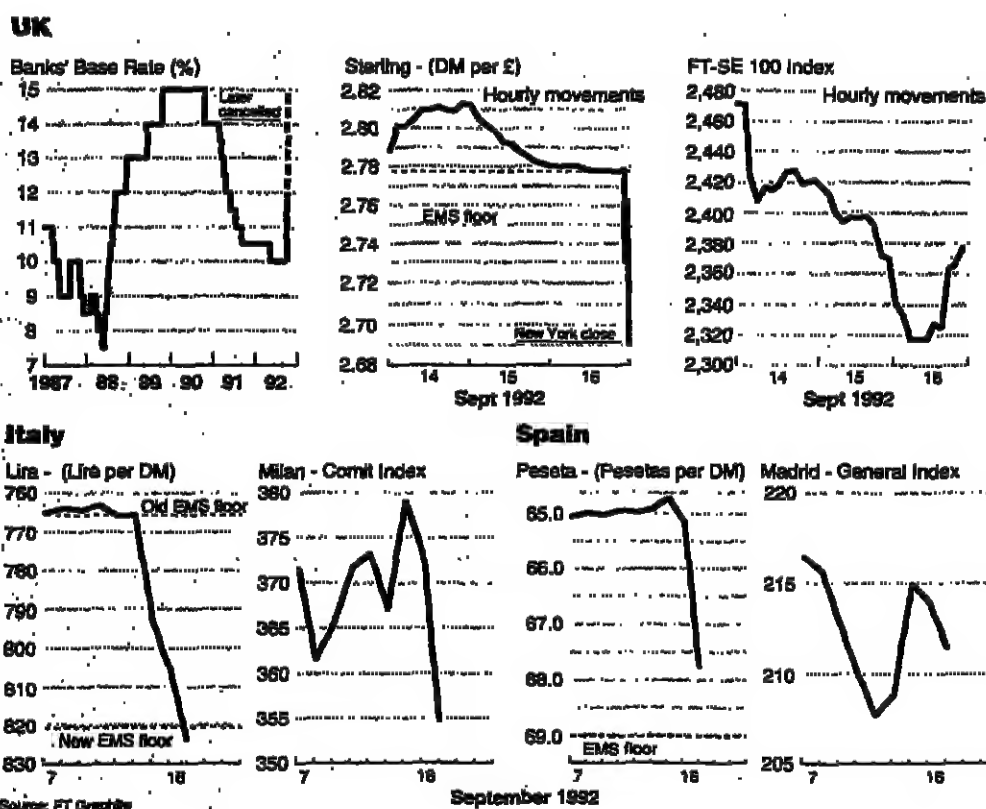 UK
Banks' Base Rate (%)
15
14
13
12
11
10
9
8
7
Later
cancelled
1987 88 89 90 91 92
Sterling - (DM per £)
Hourly movements
2.82
2.80
2.78
2.76
2.74
2.72
2.70
2.68
EMS floor
New York close
14 15 16
Sept 1992
FT-SE 100 Index
Hourly movements
2,480
2,460
2,440
2,420
2,400
2,380
2,360
2,340
2,320
2,300
14 15 16
Sept 1992
Italy
Lira - (Lire per DM)
760
770
780
790
800
810
820
830
Old EMS floor
New EMS floor
7 16
Milan - Comit Index
380
375
370
365
360
355
350
7 16
Spain
Peseta - (Pesetas per DM)
65.0
66.0
67.0
68.0
69.0
EMS floor
7 16
Madrid - General Index
220
215
210
205
7 16
September 1992
Source: FT Graphite